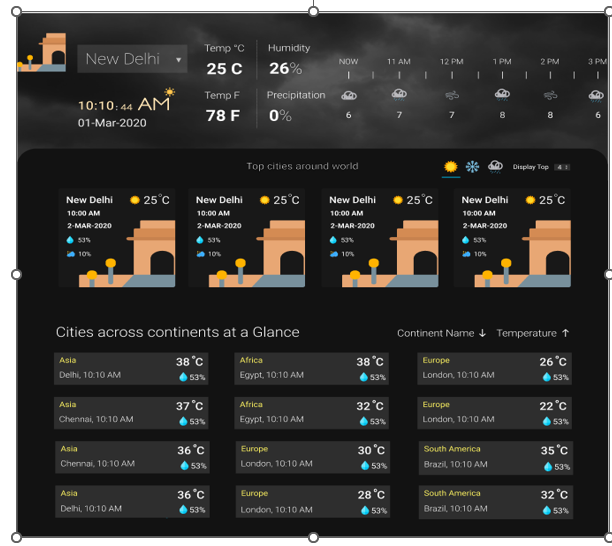 New Delhi
Temp °C
25 C
Humidity
26%
Temp F
78 F
Precipitation
0%
10:10:44 AM
01-Mar-2020
NOW 11 AM 12 PM 1 PM 2 PM 3 PM
6 7 7 8 8 6
Top cities around world
Display Top 4
New Delhi 25°C
10:00 AM
2-MAR-2020
53%
10%
New Delhi 25°C
10:00 AM
2-MAR-2020
53%
10%
New Delhi 25°C
10:00 AM
2-MAR-2020
53%
10%
New Delhi 25°C
10:00 AM
2-MAR-2020
53%
10%
Cities across continents at a Glance
Continent Name ↓ Temperature ↑
Asia 38°C
Delhi, 10:10 AM 53%
Africa 38°C
Egypt, 10:10 AM 53%
Europe 26°C
London, 10:10 AM 53%
Asia 37°C
Chennai, 10:10 AM 53%
Africa 32°C
Egypt, 10:10 AM 53%
Europe 22°C
London, 10:10 AM 53%
Asia 36°C
Chennai, 10:10 AM 53%
Europe 30°C
London, 10:10 AM 53%
South America 35°C
Brazil, 10:10 AM 53%
Asia 36°C
Delhi, 10:10 AM 53%
Europe 28°C
London, 10:10 AM 53%
South America 32°C
Brazil, 10:10 AM 53%